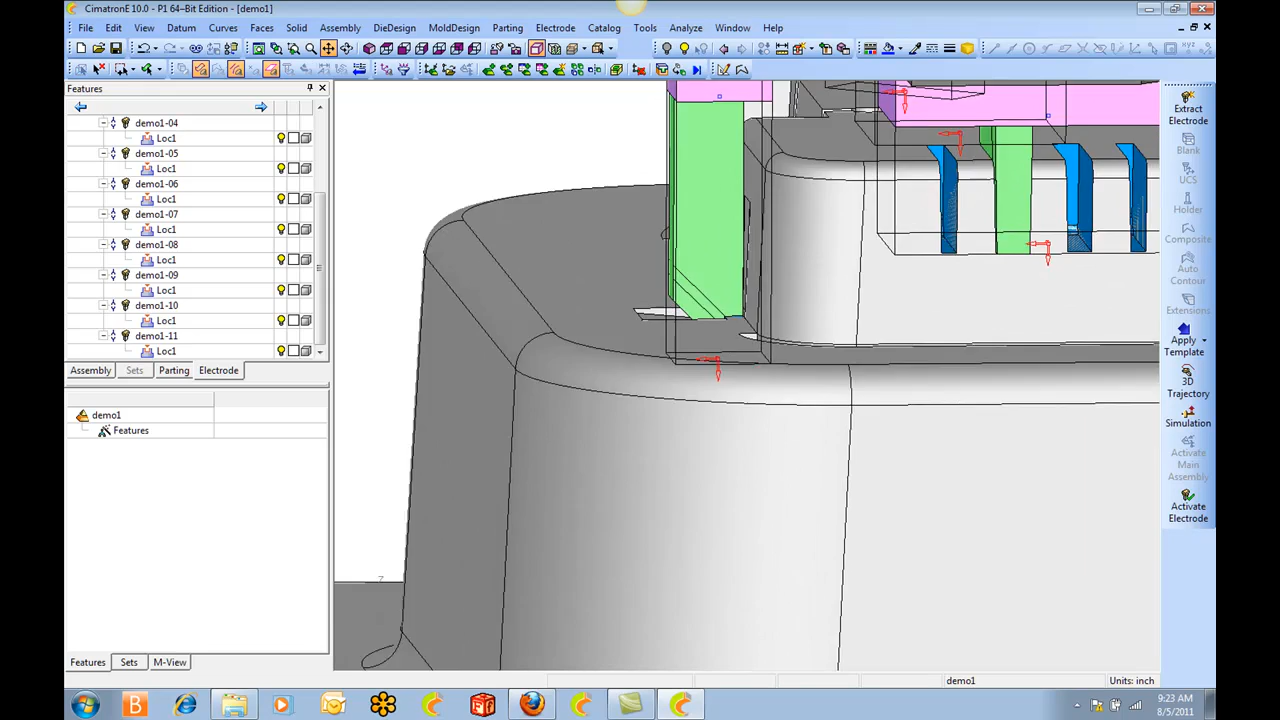 CimatronE 10.0 - P1 64-Bit Edition - [demo1]
File Edit View Datum Curves Faces Solid Assembly DieDesign MoldDesign Parting Electrode Catalog Tools Analyze Window Help
XYZ
Features
demo1-04
Loc1
demo1-05
Loc1
demo1-06
Loc1
demo1-07
Loc1
demo1-08
Loc1
demo1-09
Loc1
demo1-10
Loc1
demo1-11
Loc1
Assembly Sets Parting Electrode
demo1
Features
Features Sets M-View
Z
Extract
Electrode
Blank
UCS
Holder
Composite
Auto
Contour
Extensions
Apply
Template
3D
Trajectory
Simulation
Activate
Main
Assembly
Activate
Electrode
demo1 Units: inch
B
9:23 AM
8/5/2011